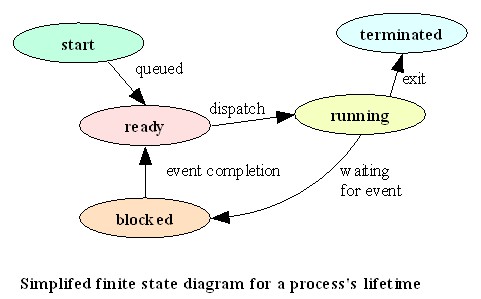 start
terminated
queued
exit
dispatch
running
ready
event completion
waiting
for event
blocked
Simplifed finite state diagram for a process's lifetime